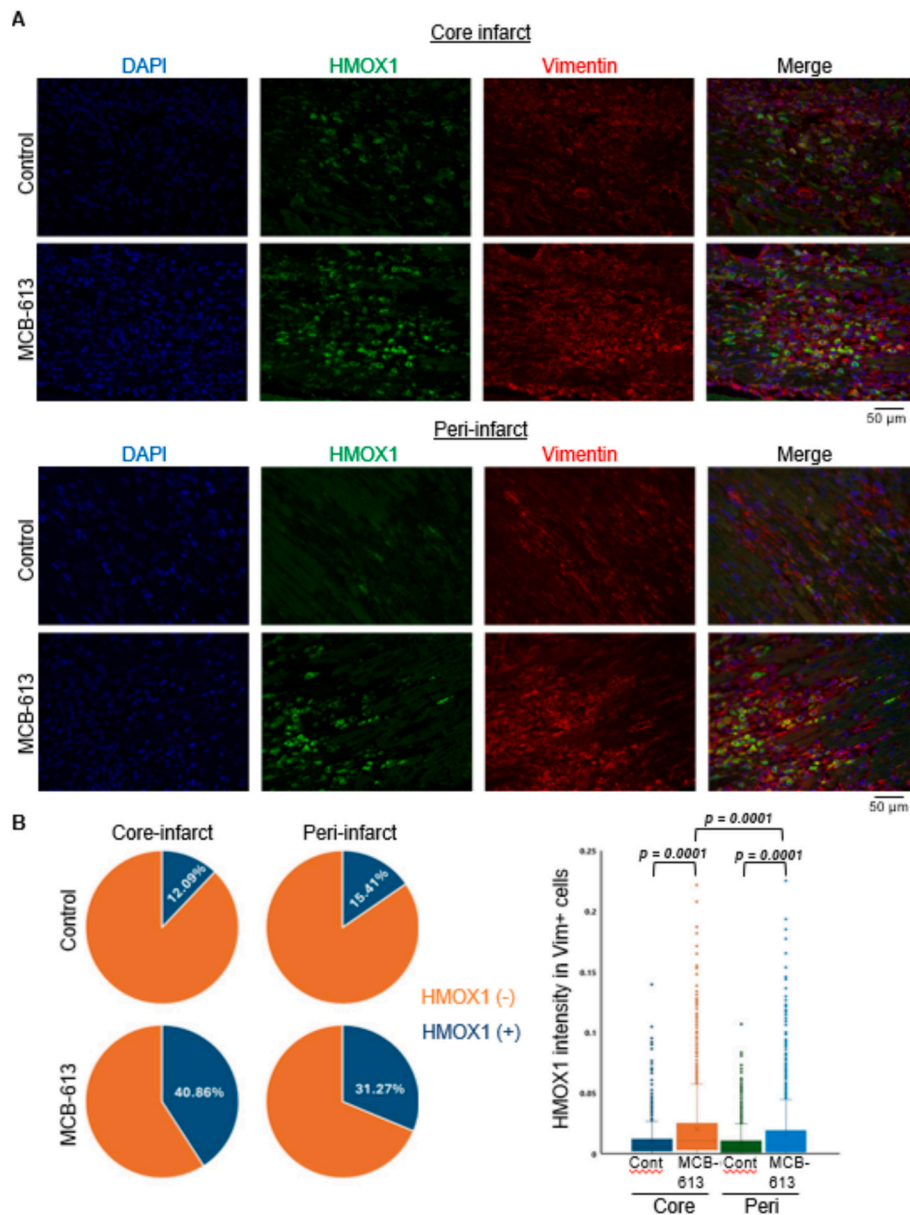 A
Core infarct
DAPI HMOX1 Vimentin Merge
Control
MCB-613
50 μm
Peri-infarct
DAPI HMOX1 Vimentin Merge
Control
MCB-613
50 μm
B
Core-infarct Peri-infarct
Control
12.09% 15.41%
HMOX1 (-)
HMOX1 (+)
MCB-613
40.86% 31.27%
p = 0.0001
p = 0.0001 p = 0.0001
HMOX1 intensity in Vim+ cells
0.25
0.2
0.15
0.1
0.05
0
Cont MCB-613 Cont MCB-613
Core Peri